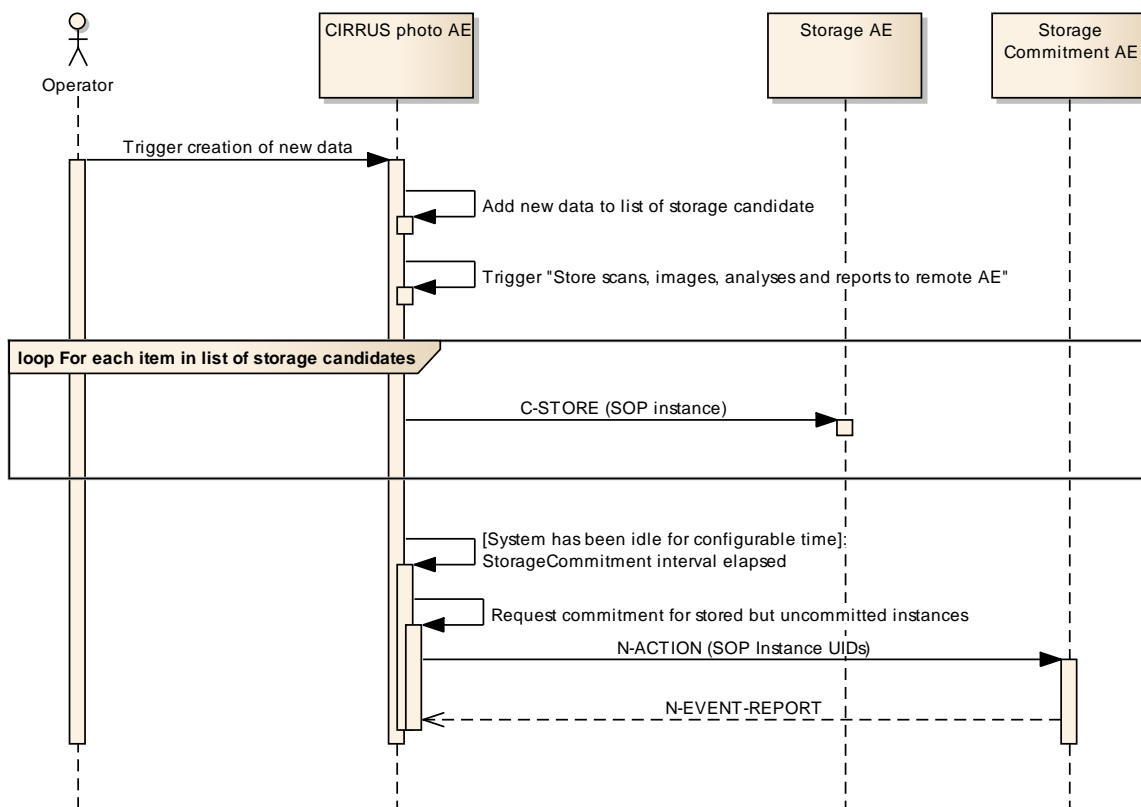 CIRRUS photo AE
Storage AE
Storage
Commitment AE
Operator
Trigger creation of new data
Add new data to list of storage candidate
Trigger "Store scans, images, analyses and reports to remote AE"
loop For each item in list of storage candidates
C-STORE (SOP instance)
[System has been idle for configurable time]:
StorageCommitment interval elapsed
Request commitment for stored but uncommitted instances
N-ACTION (SOP Instance UIDs)
N-EVENT-REPORT